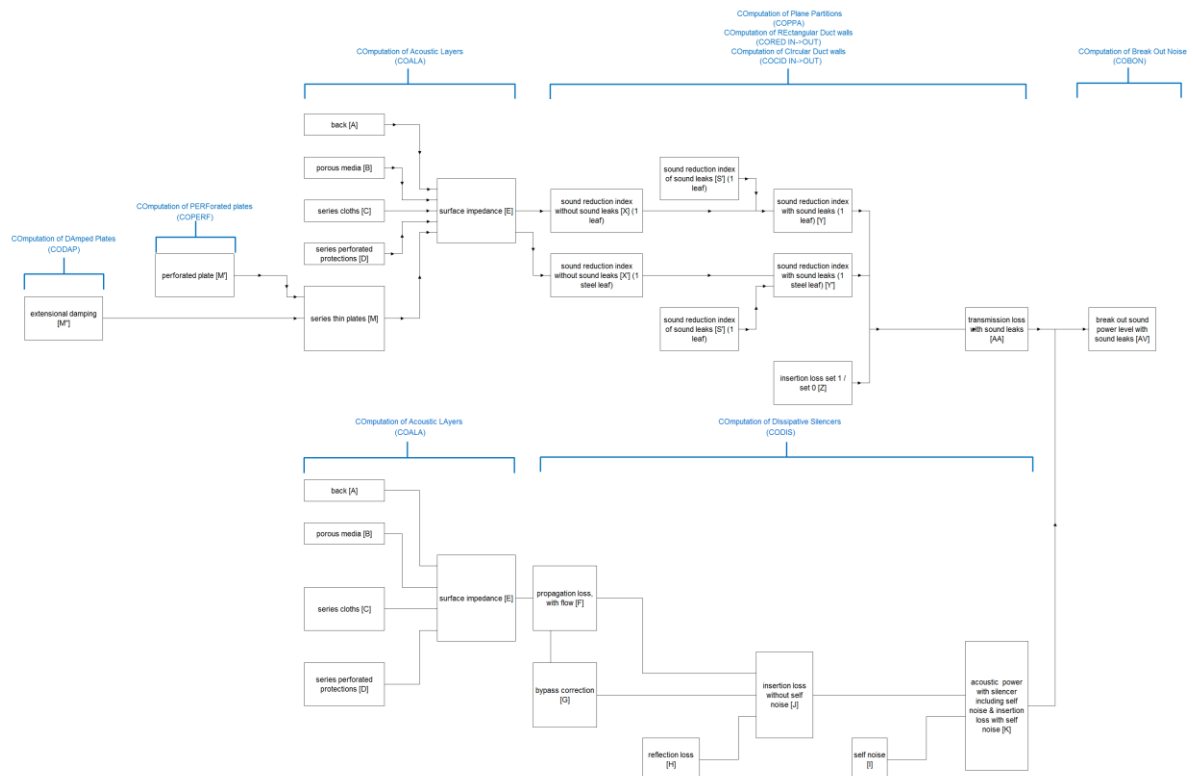 COmputation of Plane Partitions
(COPPA)
COmputation of REctangular Duct walls
(CORED IN->OUT)
COmputation of CIrcular Duct walls
(COCID IN->OUT)
COmputation of Acoustic Layers
(COALA)
COmputation of Break Out Noise
(COBON)
back [A]
porous media [B]
series cloths [C]
series perforated
protections [D]
surface impedance [E]
sound reduction index
without sound leaks [X] (1
leaf)
sound reduction index
of sound leaks [S'] (1
leaf)
sound reduction index
with sound leaks (1
leaf) [Y]
COmputation of PERForated plates
(COPERF)
COmputation of DAmped Plates
(CODAP)
perforated plate [M']
extensional damping
[M'']
series thin plates [M]
sound reduction index
without sound leaks [X'] (1
steel leaf)
sound reduction index
with sound leaks (1
steel leaf) [Y']
sound reduction index
of sound leaks [S'] (1
leaf)
transmission loss
with sound leaks
[AA]
break out sound
power level with
sound leaks [AV]
insertion loss set 1 /
set 0 [Z]
COmputation of Acoustic LAyers
(COALA)
COmputation of DIssipative Silencers
(CODIS)
back [A]
porous media [B]
series cloths [C]
series perforated
protections [D]
surface impedance [E]
propagation loss,
with flow [F]
bypass correction
[G]
reflection loss
[H]
insertion loss
without self
noise [J]
self noise
[I]
acoustic power
with silencer
including self
noise & insertion
loss with self
noise [K]